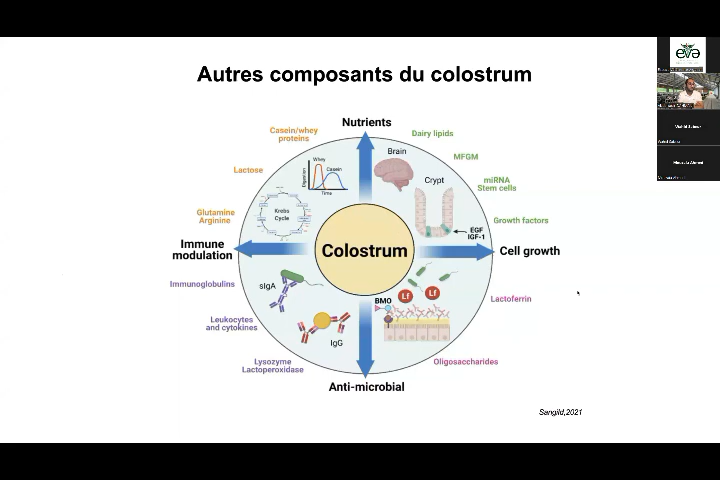 Autres composants du colostrum
Nutrients
Casein/whey
proteins
Dairy lipids
Brain
MFGM
Whey
Casein
Digestion
Time
Lactose
Crypt
miRNA
Stem cells
Krebs
Cycle
Glutamine
Arginine
Growth factors
EGF
IGF-1
Immune
modulation
Colostrum
Cell growth
Immunoglobulins
sIgA
BMO
Lf
Lf
Lactoferrin
Leukocytes
and cytokines
IgG
Lysozyme
Lactoperoxidase
Oligosaccharides
Anti-microbial
Sangild,2021
eva